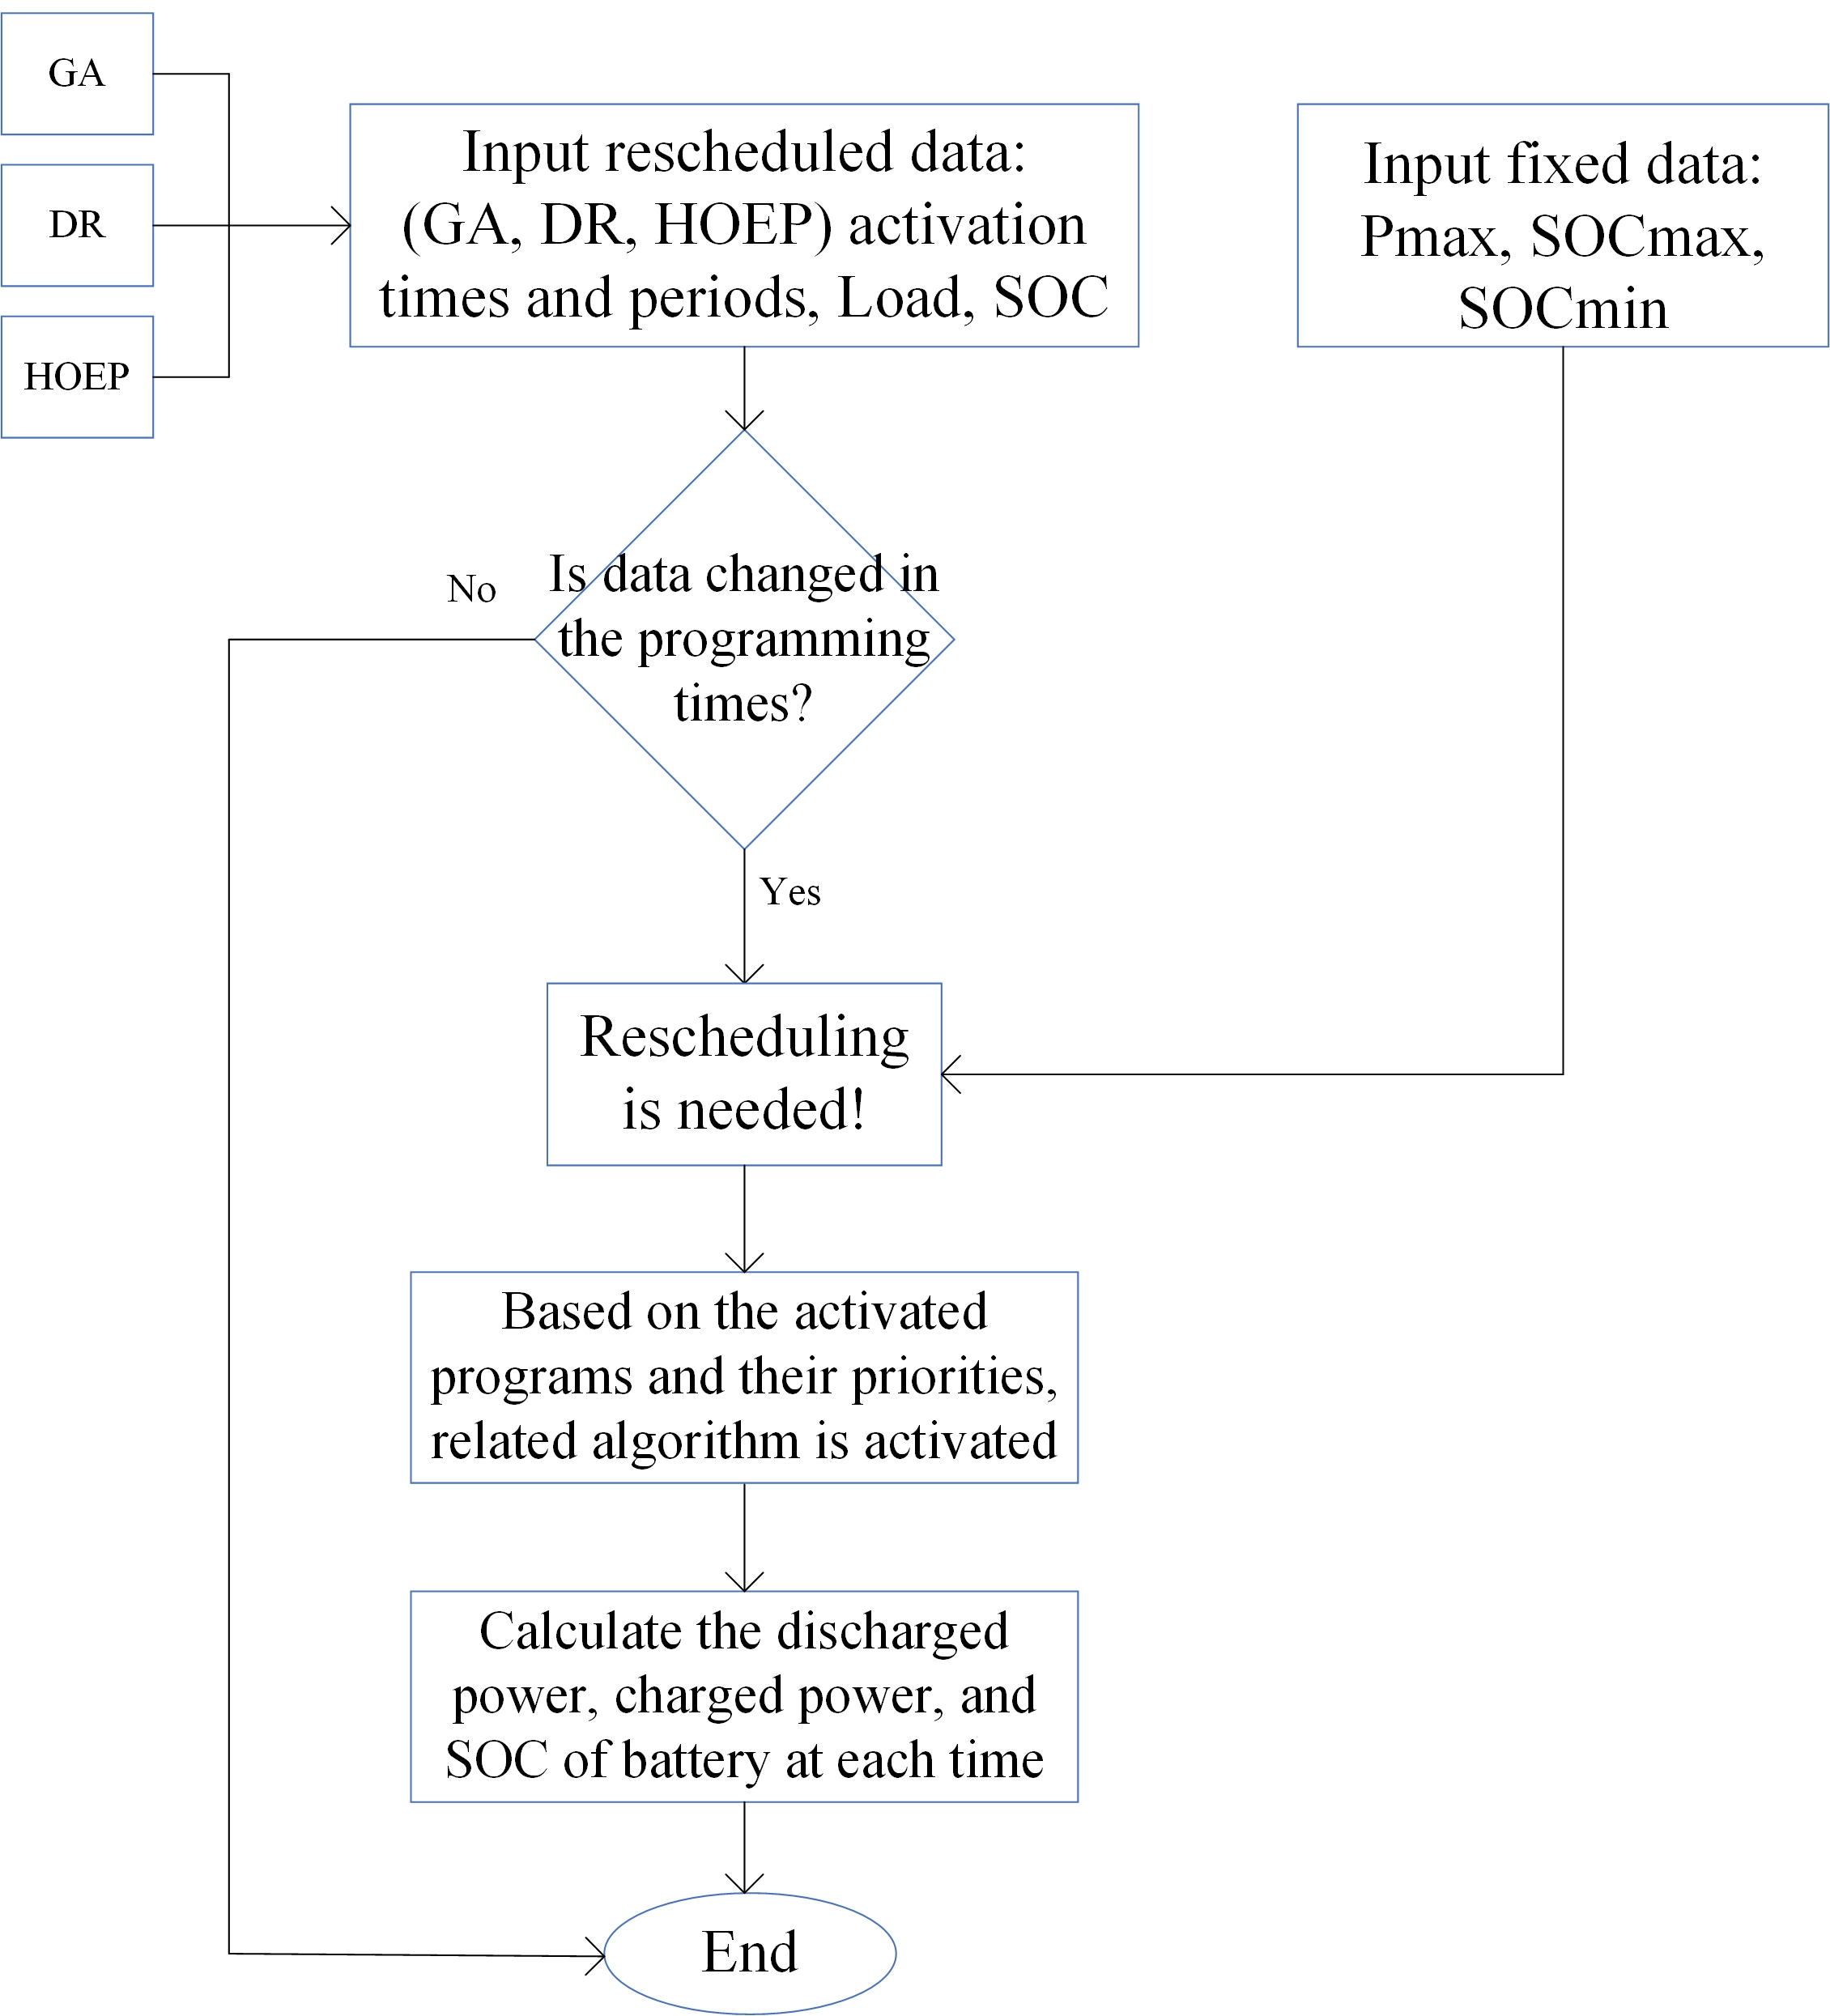 GA
DR
HOEP
Input rescheduled data:
(GA, DR, HOEP) activation
times and periods, Load, SOC
Input fixed data:
Pmax, SOCmax,
SOCmin
Is data changed in
the programming
times?
No
Yes
Rescheduling
is needed!
Based on the activated
programs and their priorities,
related algorithm is activated
Calculate the discharged
power, charged power, and
SOC of battery at each time
End